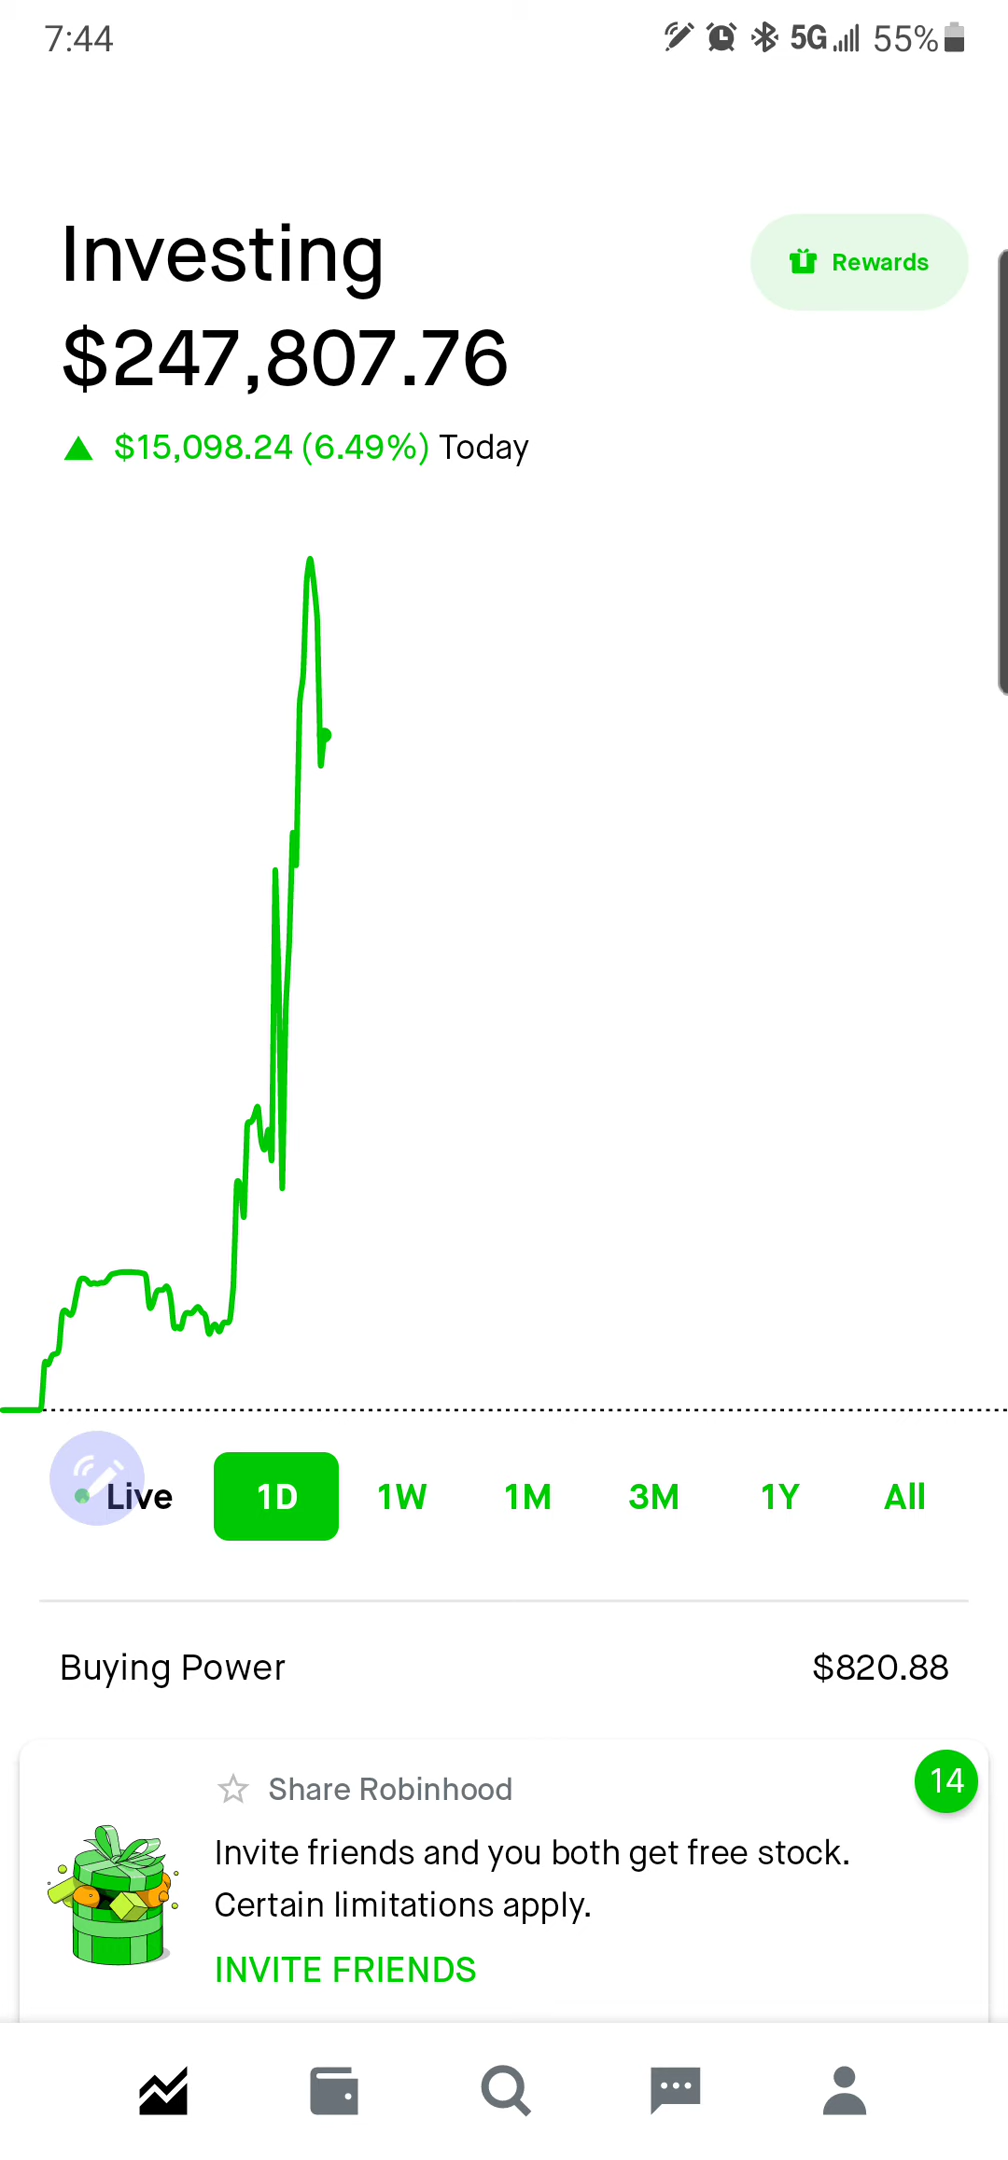 7:44 5G 55%
Investing
Rewards
$247,807.76
▲ $15,098.24 (6.49%) Today
Live 1D 1W 1M 3M 1Y All
Buying Power $820.88
Share Robinhood 14
Invite friends and you both get free stock.
Certain limitations apply.
INVITE FRIENDS